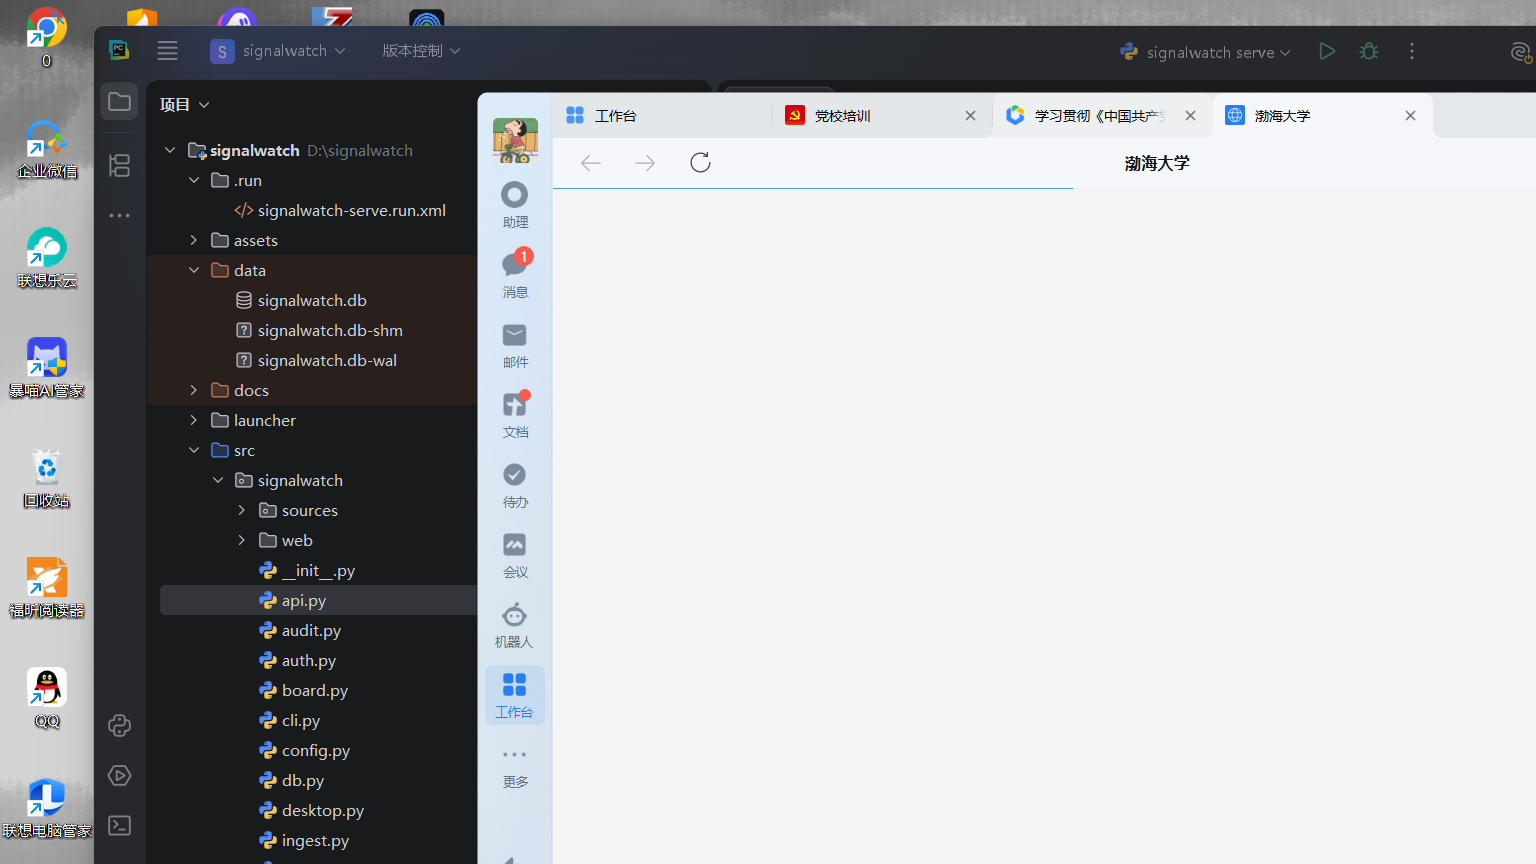 0
企业微信
联想乐云
暴喵AI管家
回收站
福昕阅读器
QQ
联想电脑管家
PC
S
signalwatch
版本控制
signalwatch serve
项目
signalwatch D:\signalwatch
.run
signalwatch-serve.run.xml
assets
data
signalwatch.db
signalwatch.db-shm
signalwatch.db-wal
docs
launcher
src
signalwatch
sources
web
__init__.py
api.py
audit.py
auth.py
board.py
cli.py
config.py
db.py
desktop.py
ingest.py
助理
1
消息
邮件
文档
待办
会议
机器人
工作台
更多
工作台
党校培训
学习贯彻《中国共产
渤海大学
渤海大学